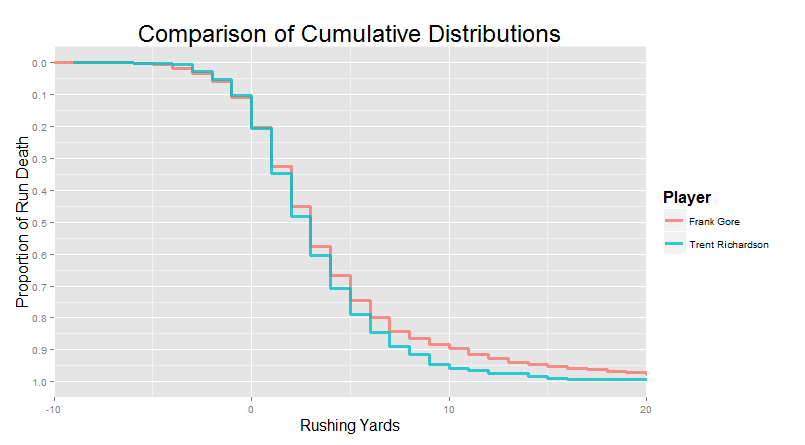 Comparison of Cumulative Distributions
Proportion of Run Death
0.0
0.1
0.2
0.3
0.4
0.5
0.6
0.7
0.8
0.9
1.0
-10
0
10
20
Rushing Yards
Player
Frank Gore
Trent Richardson